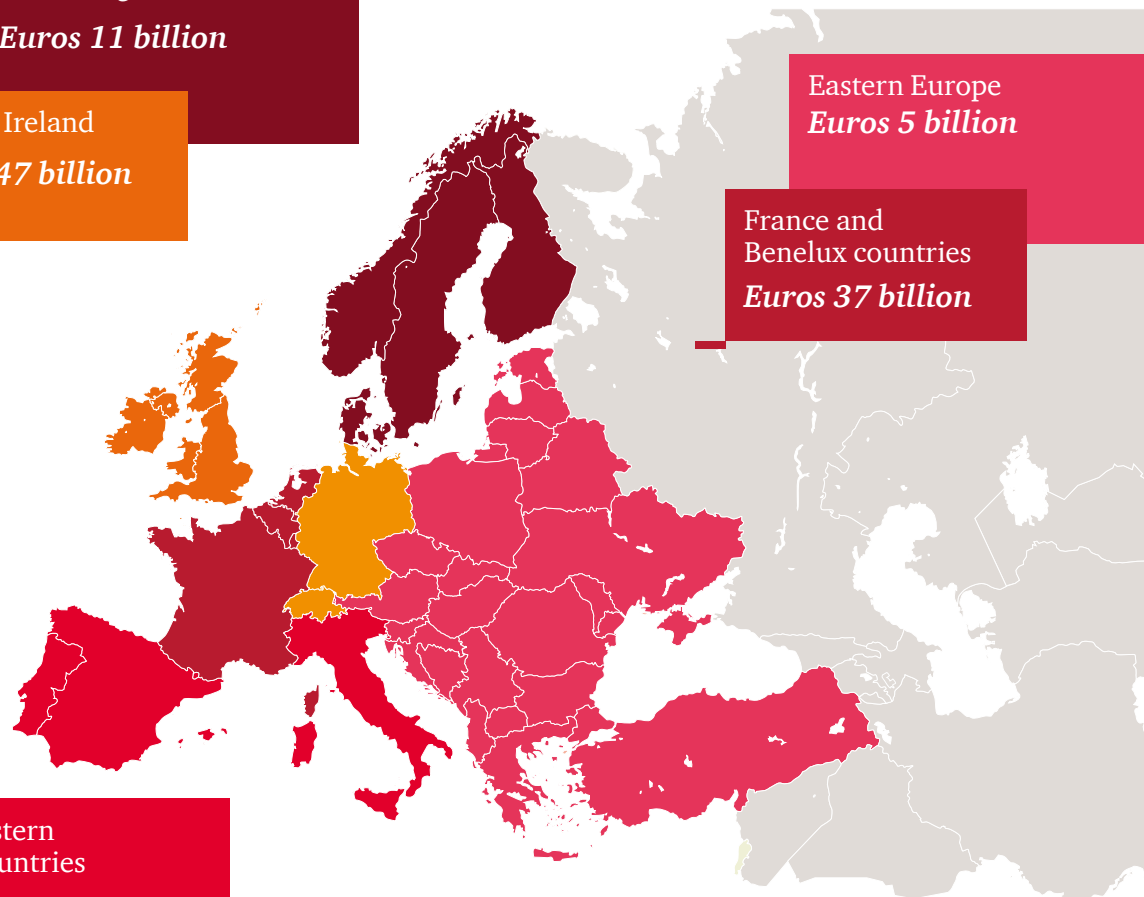 Euros 11 billion
Ireland
47 billion
Eastern Europe
Euros 5 billion
France and
Benelux countries
Euros 37 billion
stern
untries